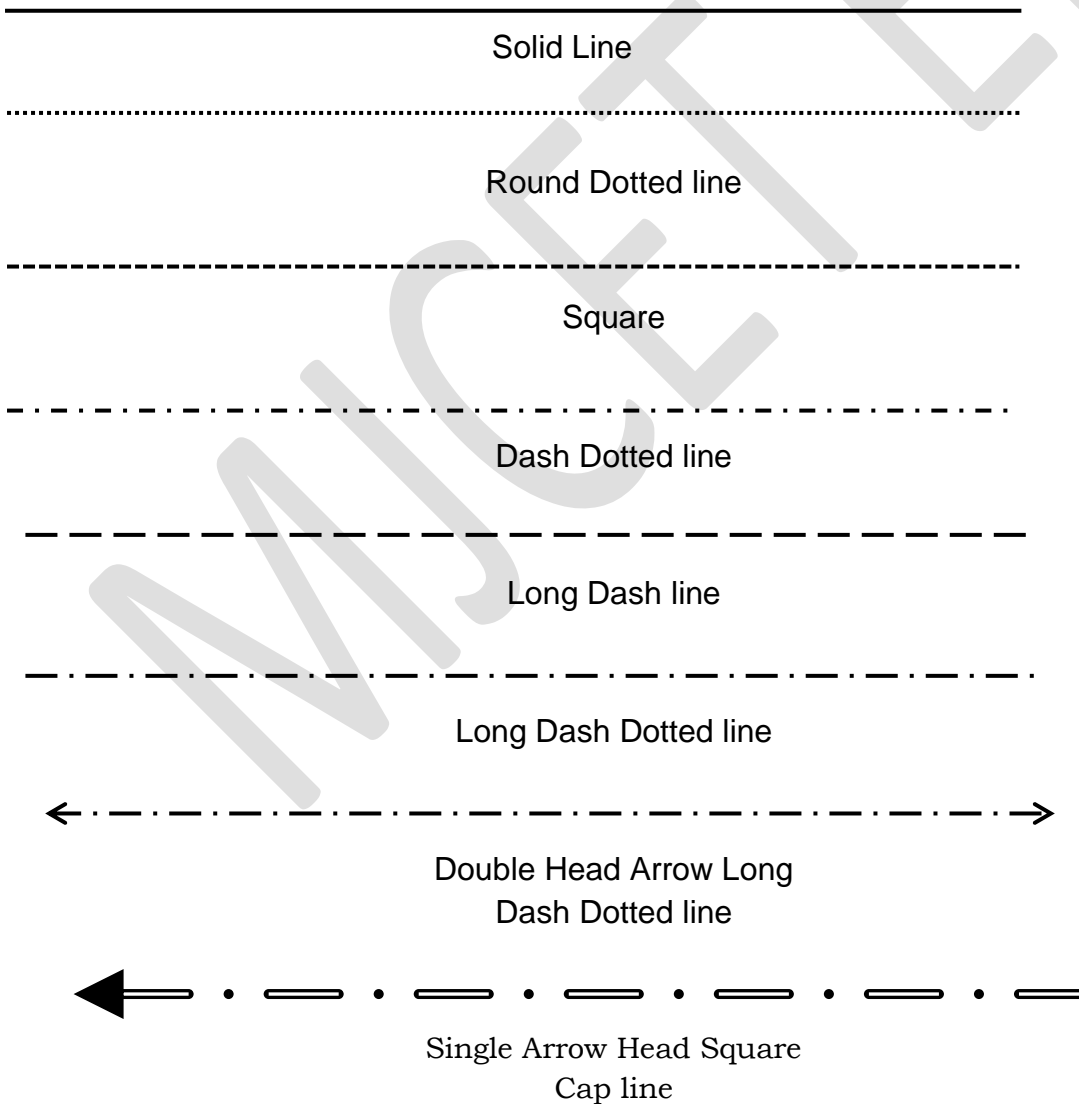 Solid Line
Round Dotted line
Square
Dash Dotted line
Long Dash line
Long Dash Dotted line
Double Head Arrow Long
Dash Dotted line
Single Arrow Head Square
Cap line
MJCET